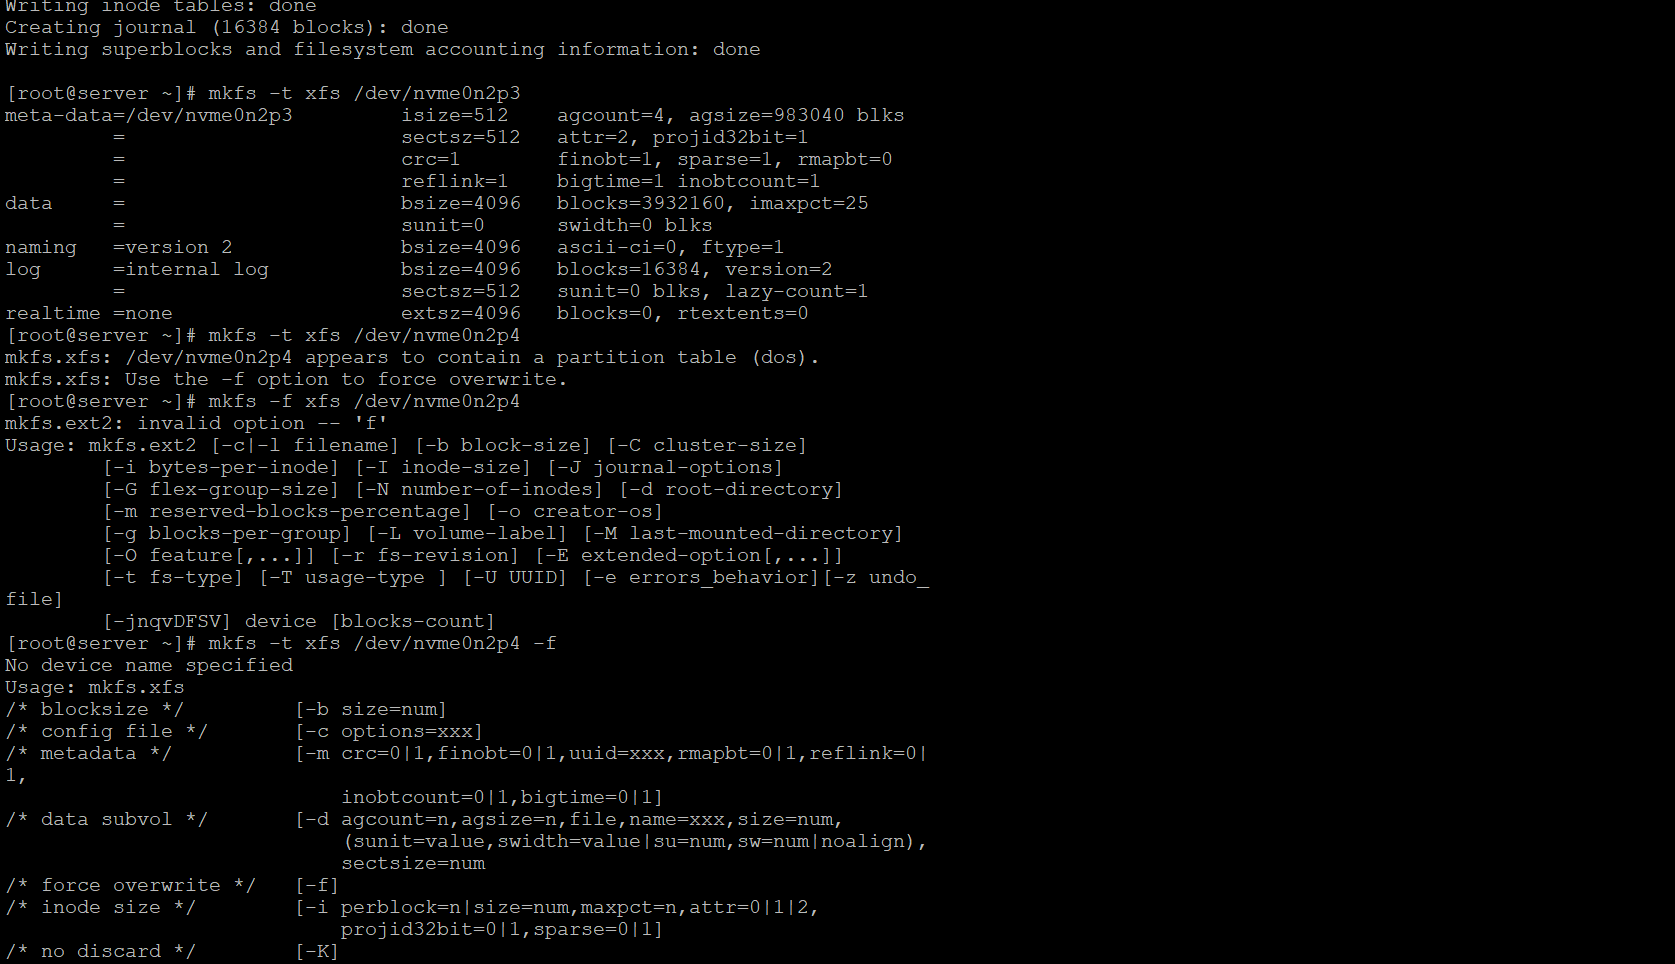 Writing inode tables: done
Creating journal (16384 blocks): done
Writing superblocks and filesystem accounting information: done
[root@server ~]# mkfs -t xfs /dev/nvme0n2p3
meta-data=/dev/nvme0n2p3         isize=512    agcount=4, agsize=983040 blks
         =                       sectsz=512   attr=2, projid32bit=1
         =                       crc=1        finobt=1, sparse=1, rmapbt=0
         =                       reflink=1    bigtime=1 inobtcount=1
data     =                       bsize=4096   blocks=3932160, imaxpct=25
         =                       sunit=0      swidth=0 blks
naming   =version 2              bsize=4096   ascii-ci=0, ftype=1
log      =internal log           bsize=4096   blocks=16384, version=2
         =                       sectsz=512   sunit=0 blks, lazy-count=1
realtime =none                   extsz=4096   blocks=0, rtextents=0
[root@server ~]# mkfs -t xfs /dev/nvme0n2p4
mkfs.xfs: /dev/nvme0n2p4 appears to contain a partition table (dos).
mkfs.xfs: Use the -f option to force overwrite.
[root@server ~]# mkfs -f xfs /dev/nvme0n2p4
mkfs.ext2: invalid option -- 'f'
Usage: mkfs.ext2 [-c|-l filename] [-b block-size] [-C cluster-size]
        [-i bytes-per-inode] [-I inode-size] [-J journal-options]
        [-G flex-group-size] [-N number-of-inodes] [-d root-directory]
        [-m reserved-blocks-percentage] [-o creator-os]
        [-g blocks-per-group] [-L volume-label] [-M last-mounted-directory]
        [-O feature[,...]] [-r fs-revision] [-E extended-option[,...]]
        [-t fs-type] [-T usage-type ] [-U UUID] [-e errors_behavior][-z undo_
file]
        [-jnqvDFSV] device [blocks-count]
[root@server ~]# mkfs -t xfs /dev/nvme0n2p4 -f
No device name specified
Usage: mkfs.xfs
/* blocksize */         [-b size=num]
/* config file */       [-c options=xxx]
/* metadata */          [-m crc=0|1,finobt=0|1,uuid=xxx,rmapbt=0|1,reflink=0|
1,
                            inobtcount=0|1,bigtime=0|1]
/* data subvol */       [-d agcount=n,agsize=n,file,name=xxx,size=num,
                            (sunit=value,swidth=value|su=num,sw=num|noalign),
                            sectsize=num
/* force overwrite */   [-f]
/* inode size */        [-i perblock=n|size=num,maxpct=n,attr=0|1|2,
                            projid32bit=0|1,sparse=0|1]
/* no discard */        [-K]